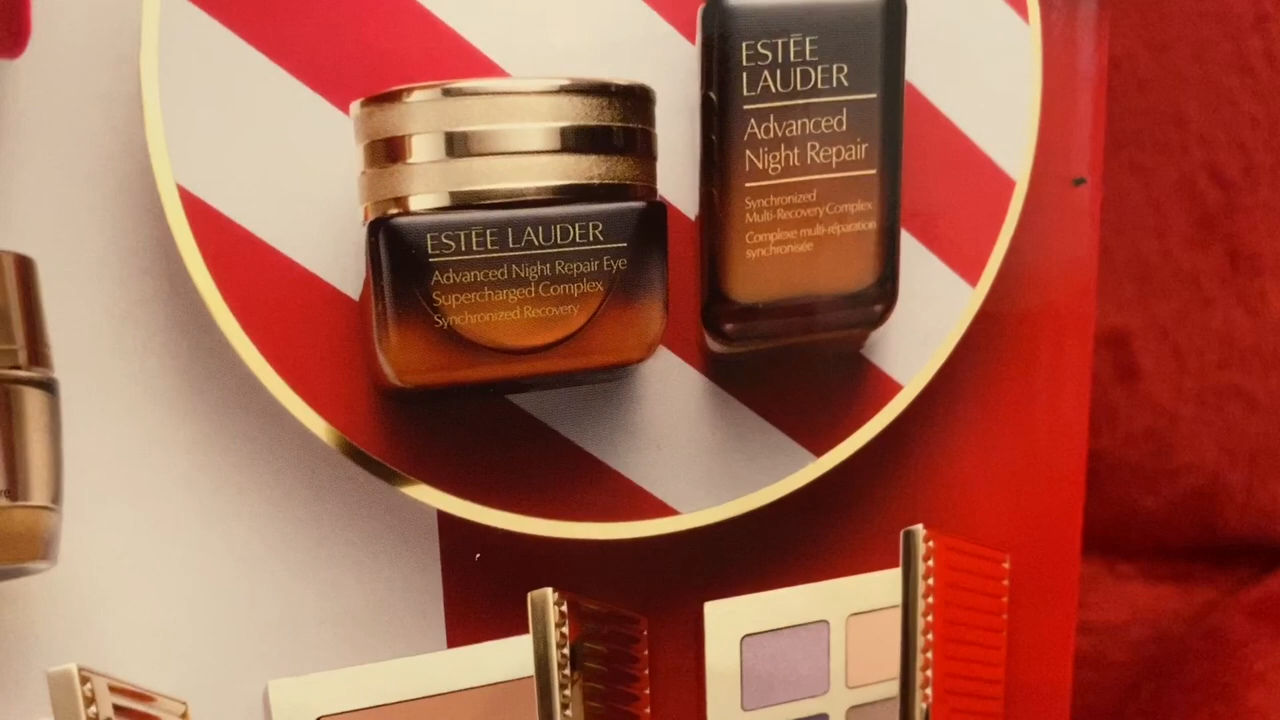 ESTĒE LAUDER
Advanced Night Repair Eye
Supercharged Complex
Synchronized Recovery
ESTĒE
LAUDER
Advanced
Night Repair
Synchronized
Multi-Recovery Complex
Complexe multi-réparation
synchronisée